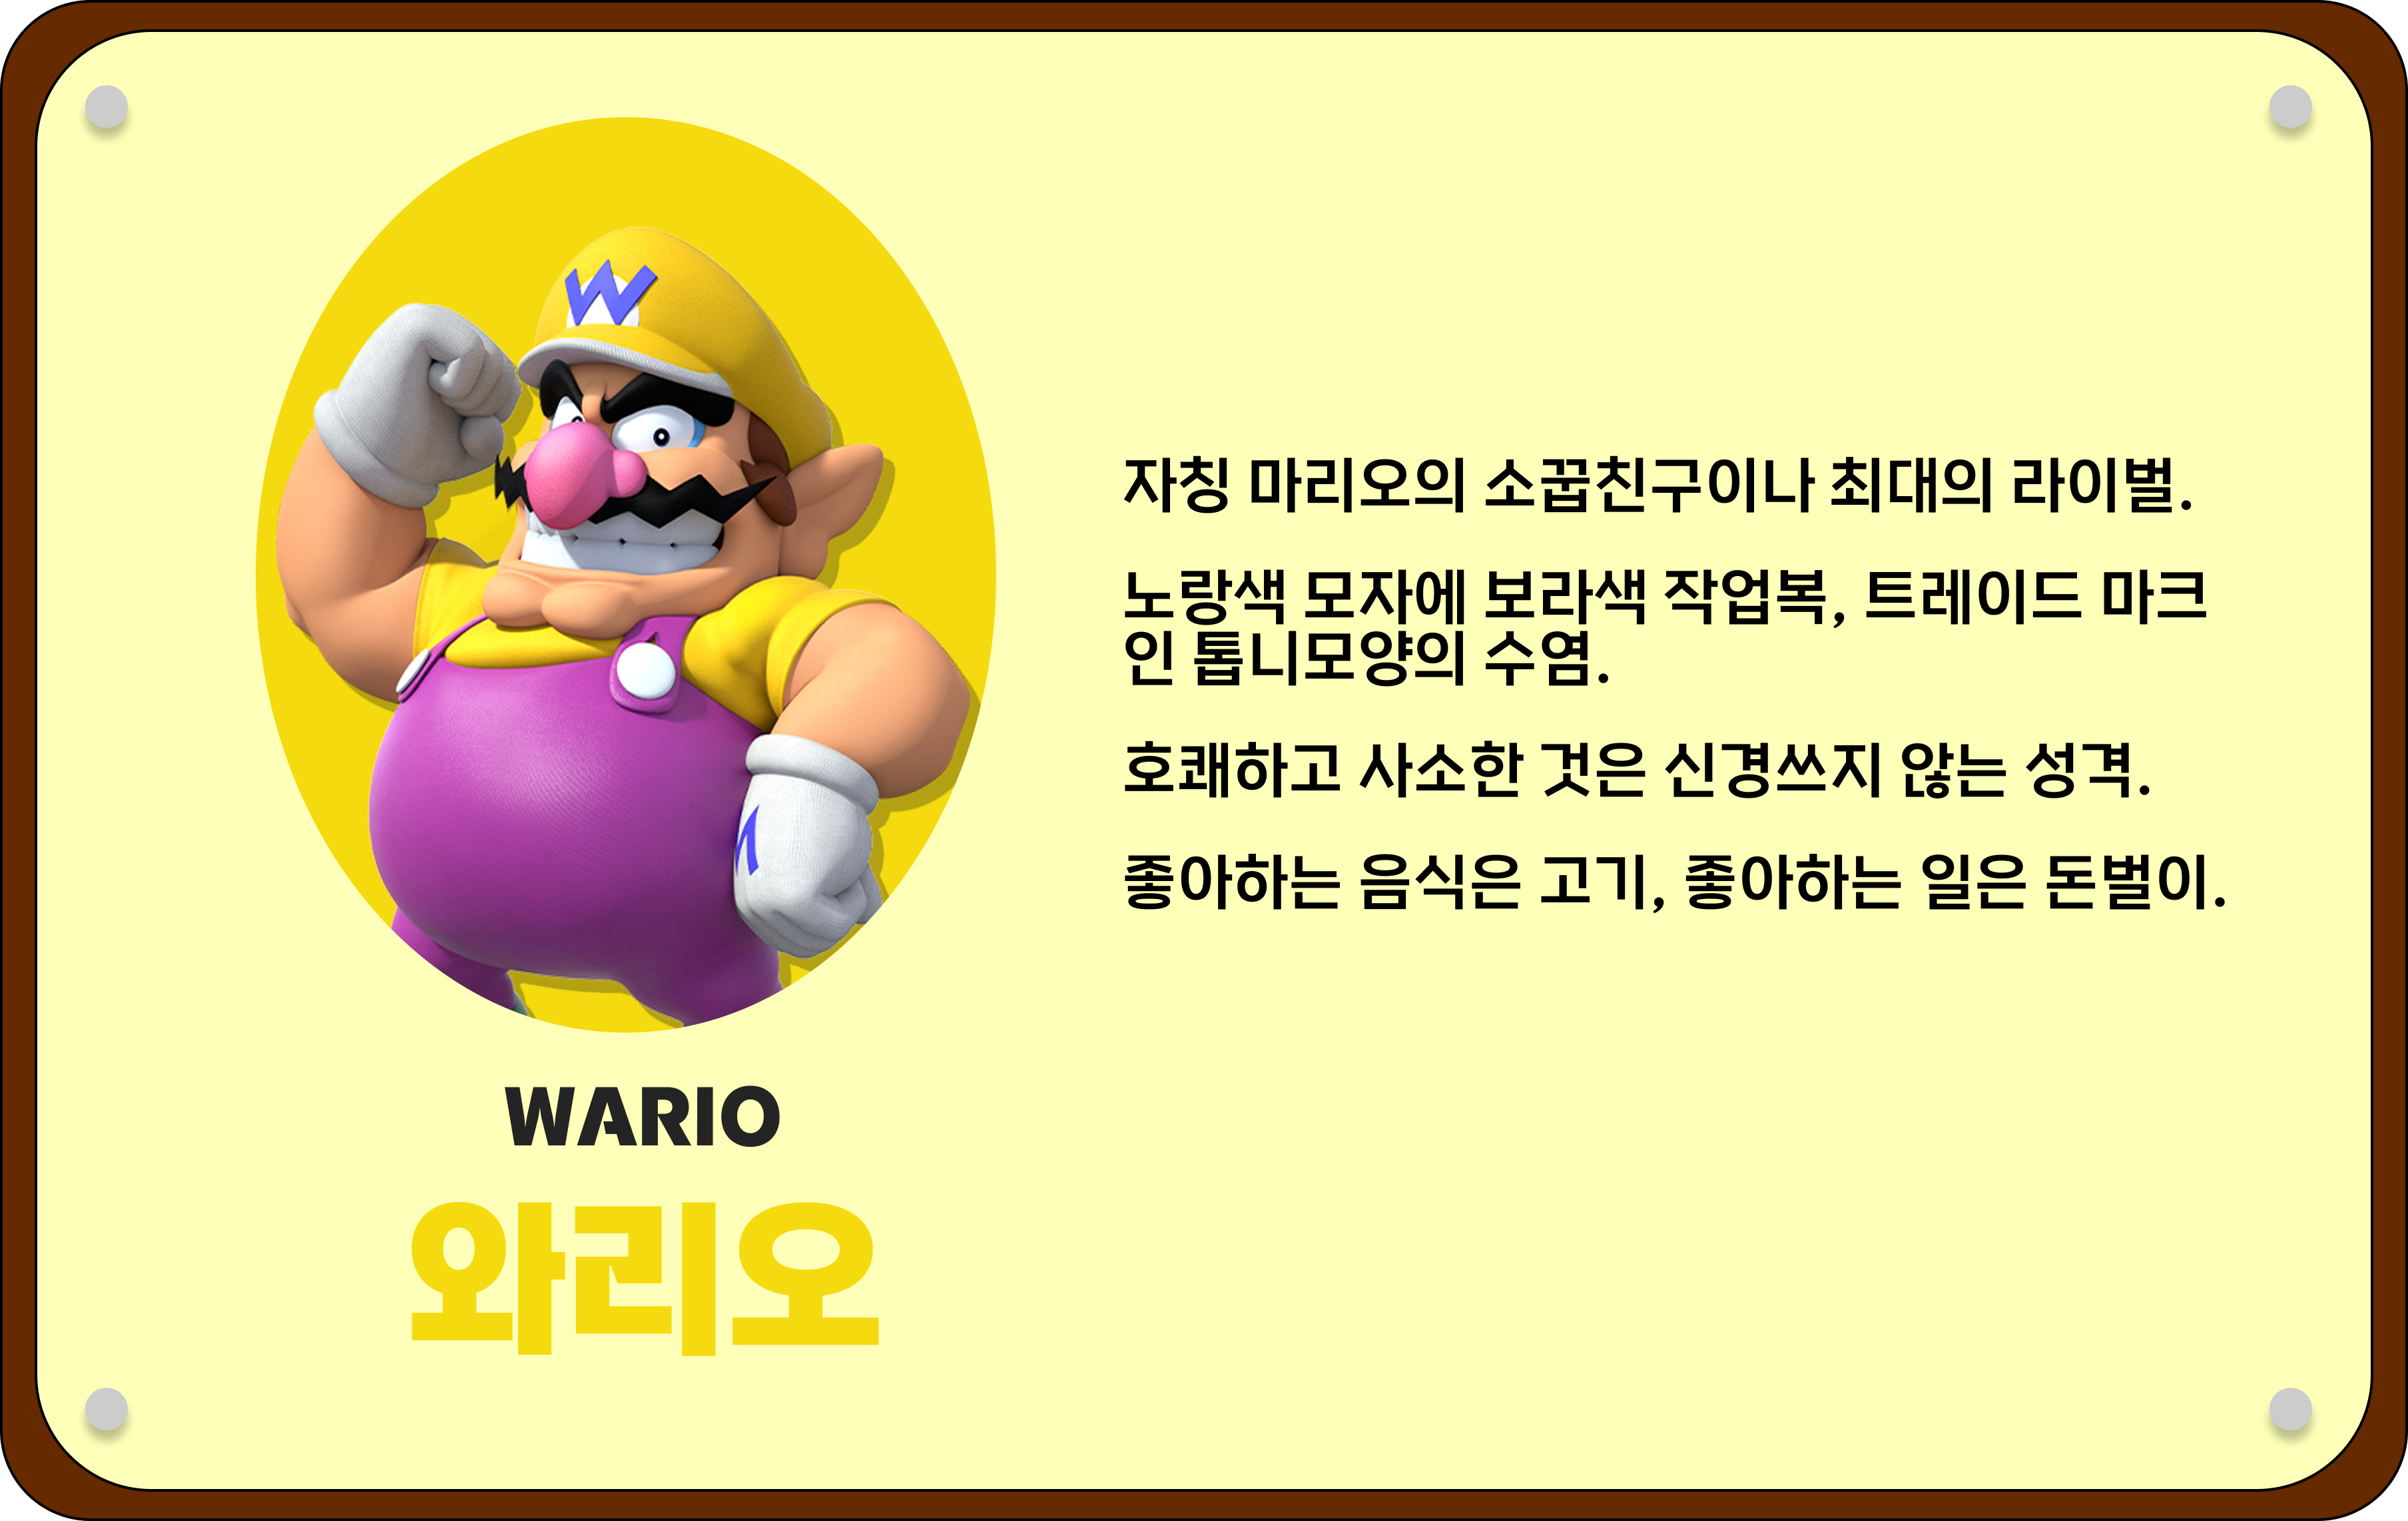 W
WARIO
와리오
자칭 마리오의 소꿉친구이나 최대의 라이벌.
노랑색 모자에 보라색 작업복, 트레이드 마크
인 톱니모양의 수염.
호쾌하고 사소한 것은 신경쓰지 않는 성격.
좋아하는 음식은 고기, 좋아하는 일은 돈벌이.